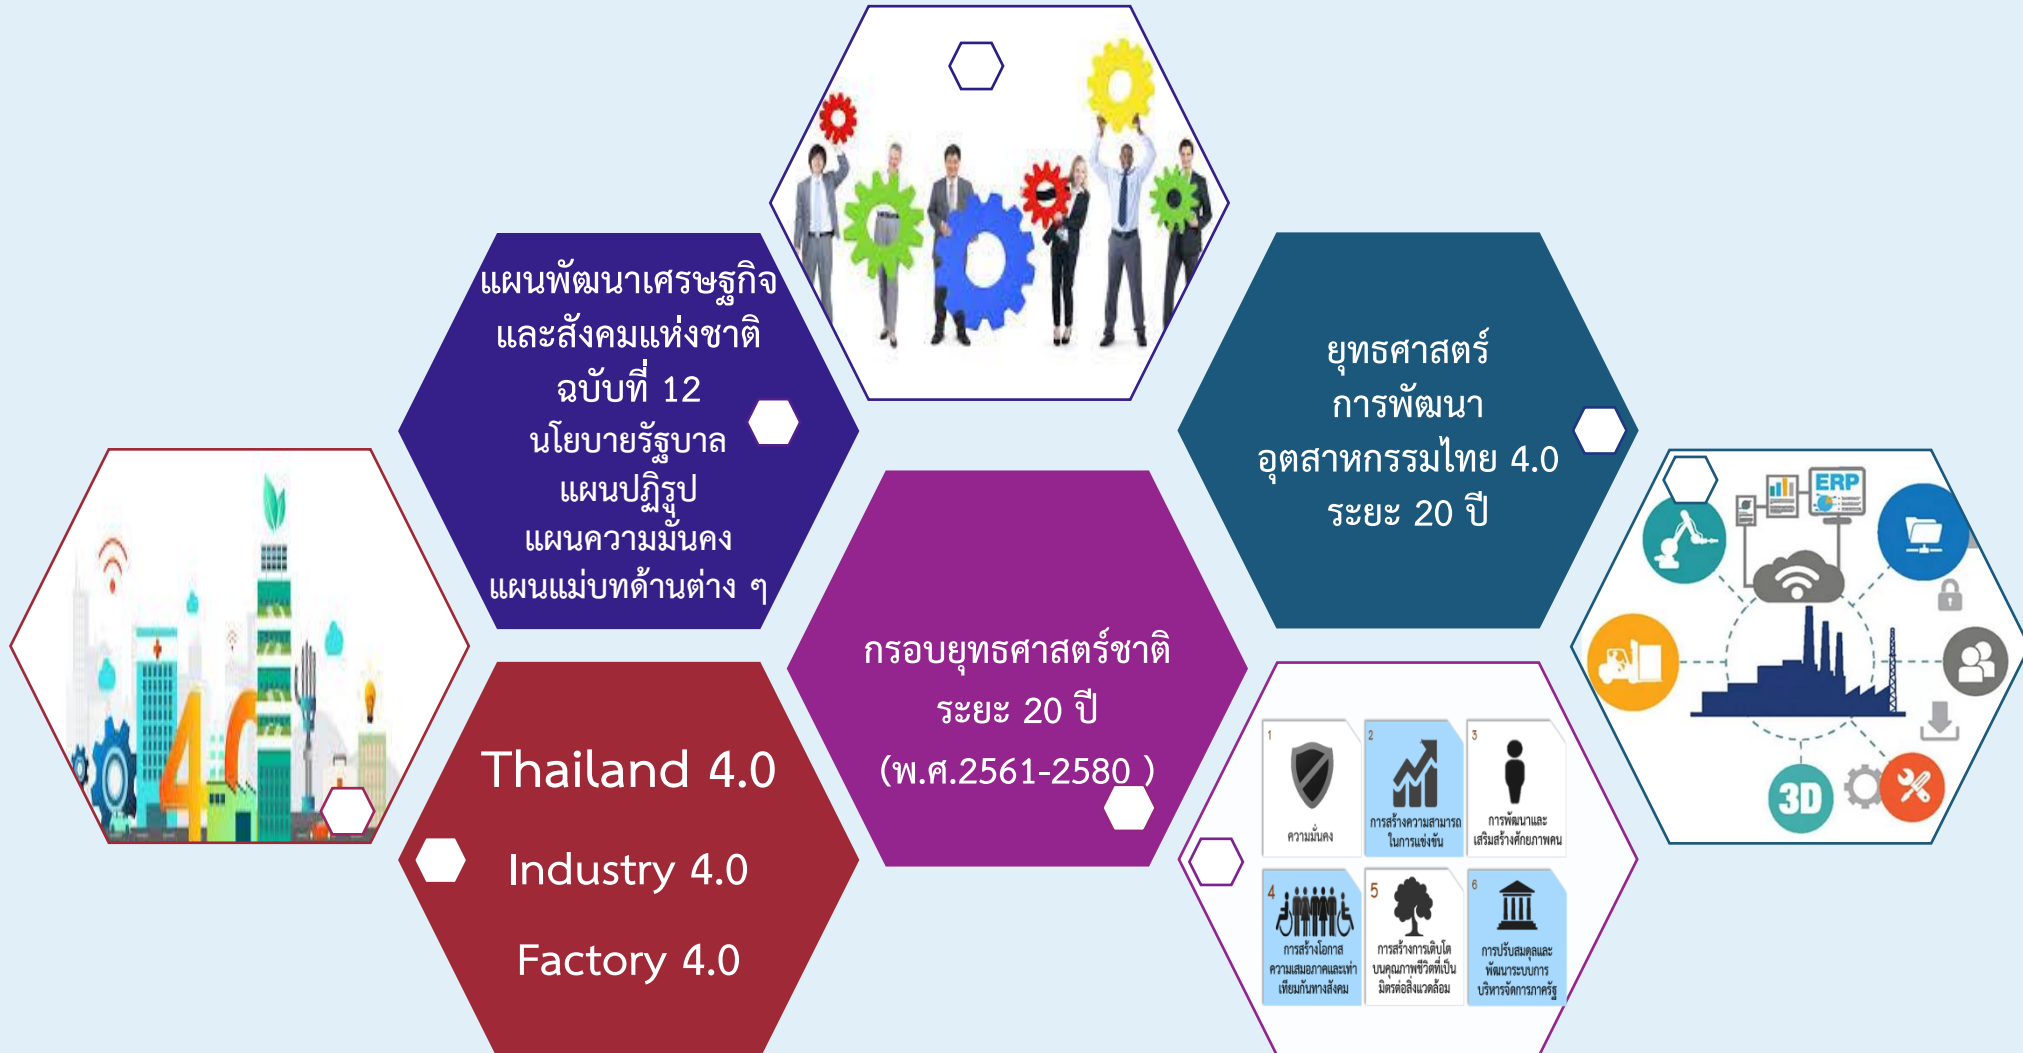 แผนพัฒนาเศรษฐกิจ
และสังคมแห่งชาติ
ฉบับที่ 12
นโยบายรัฐบาล
แผนปฏิรูป
แผนความมั่นคง
แผนแม่บทด้านต่าง ๆ
ยุทธศาสตร์
การพัฒนา
อุตสาหกรรมไทย 4.0
ระยะ 20 ปี
กรอบยุทธศาสตร์ชาติ
ระยะ 20 ปี
(พ.ศ.2561-2580 )
Thailand 4.0
Industry 4.0
Factory 4.0
4.0
ERP
3D
1
ความมั่นคง
2
การสร้างความสามารถ
ในการแข่งขัน
3
การพัฒนาและ
เสริมสร้างศักยภาพคน
4
การสร้างโอกาส
ความเสมอภาคและเท่า
เทียมกันทางสังคม
5
การสร้างการเติบโต
บนคุณภาพชีวิตที่เป็น
มิตรต่อสิ่งแวดล้อม
6
การปรับสมดุลและ
พัฒนาระบบการ
บริหารจัดการภาครัฐ